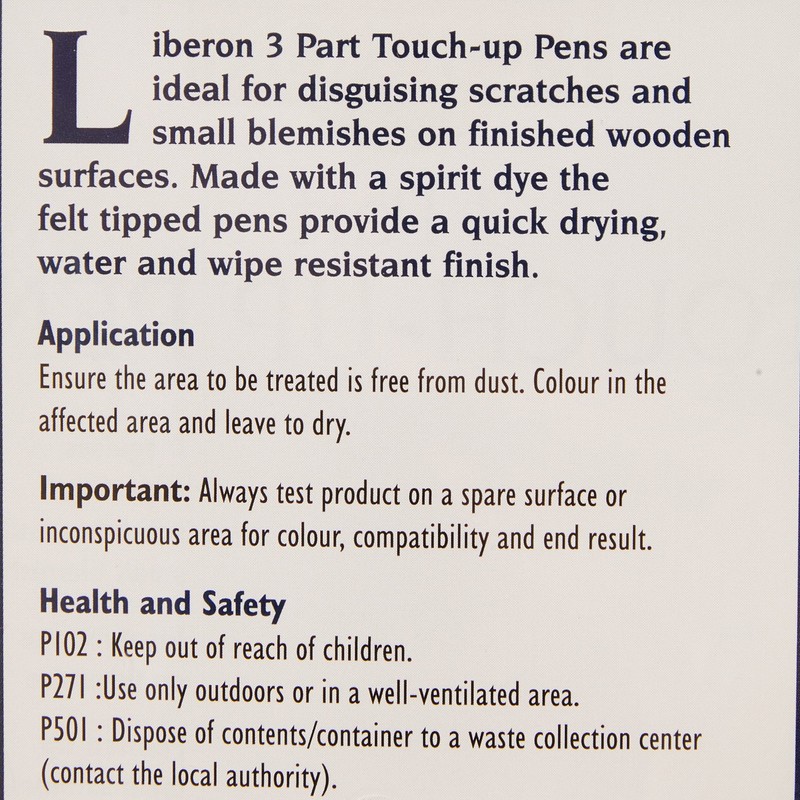 Liberon 3 Part Touch-up Pens are
ideal for disguising scratches and
small blemishes on finished wooden
surfaces. Made with a spirit dye the
felt tipped pens provide a quick drying,
water and wipe resistant finish.
Application
Ensure the area to be treated is free from dust. Colour in the
affected area and leave to dry.
Important: Always test product on a spare surface or
inconspicuous area for colour, compatibility and end result.
Health and Safety
P102 : Keep out of reach of children.
P271 :Use only outdoors or in a well-ventilated area.
P501 : Dispose of contents/container to a waste collection center
(contact the local authority).